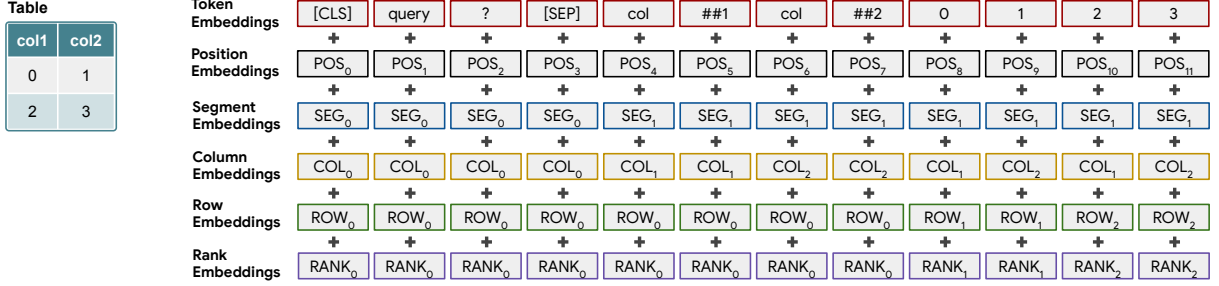 Table
col1 col2
0 1
2 3
Token
Embeddings
[CLS] query ? [SEP] col ##1 col ##2 0 1 2 3
+ + + + + + + + + + + +
Position
Embeddings
POS0 POS1 POS2 POS3 POS4 POS5 POS6 POS7 POS8 POS9 POS10 POS11
+ + + + + + + + + + + +
Segment
Embeddings
SEG0 SEG0 SEG0 SEG0 SEG1 SEG1 SEG1 SEG1 SEG1 SEG1 SEG1 SEG1
+ + + + + + + + + + + +
Column
Embeddings
COL0 COL0 COL0 COL0 COL1 COL1 COL2 COL2 COL1 COL2 COL1 COL2
+ + + + + + + + + + + +
Row
Embeddings
ROW0 ROW0 ROW0 ROW0 ROW0 ROW0 ROW0 ROW0 ROW1 ROW1 ROW2 ROW2
+ + + + + + + + + + + +
Rank
Embeddings
RANK0 RANK0 RANK0 RANK0 RANK0 RANK0 RANK0 RANK0 RANK1 RANK1 RANK2 RANK2